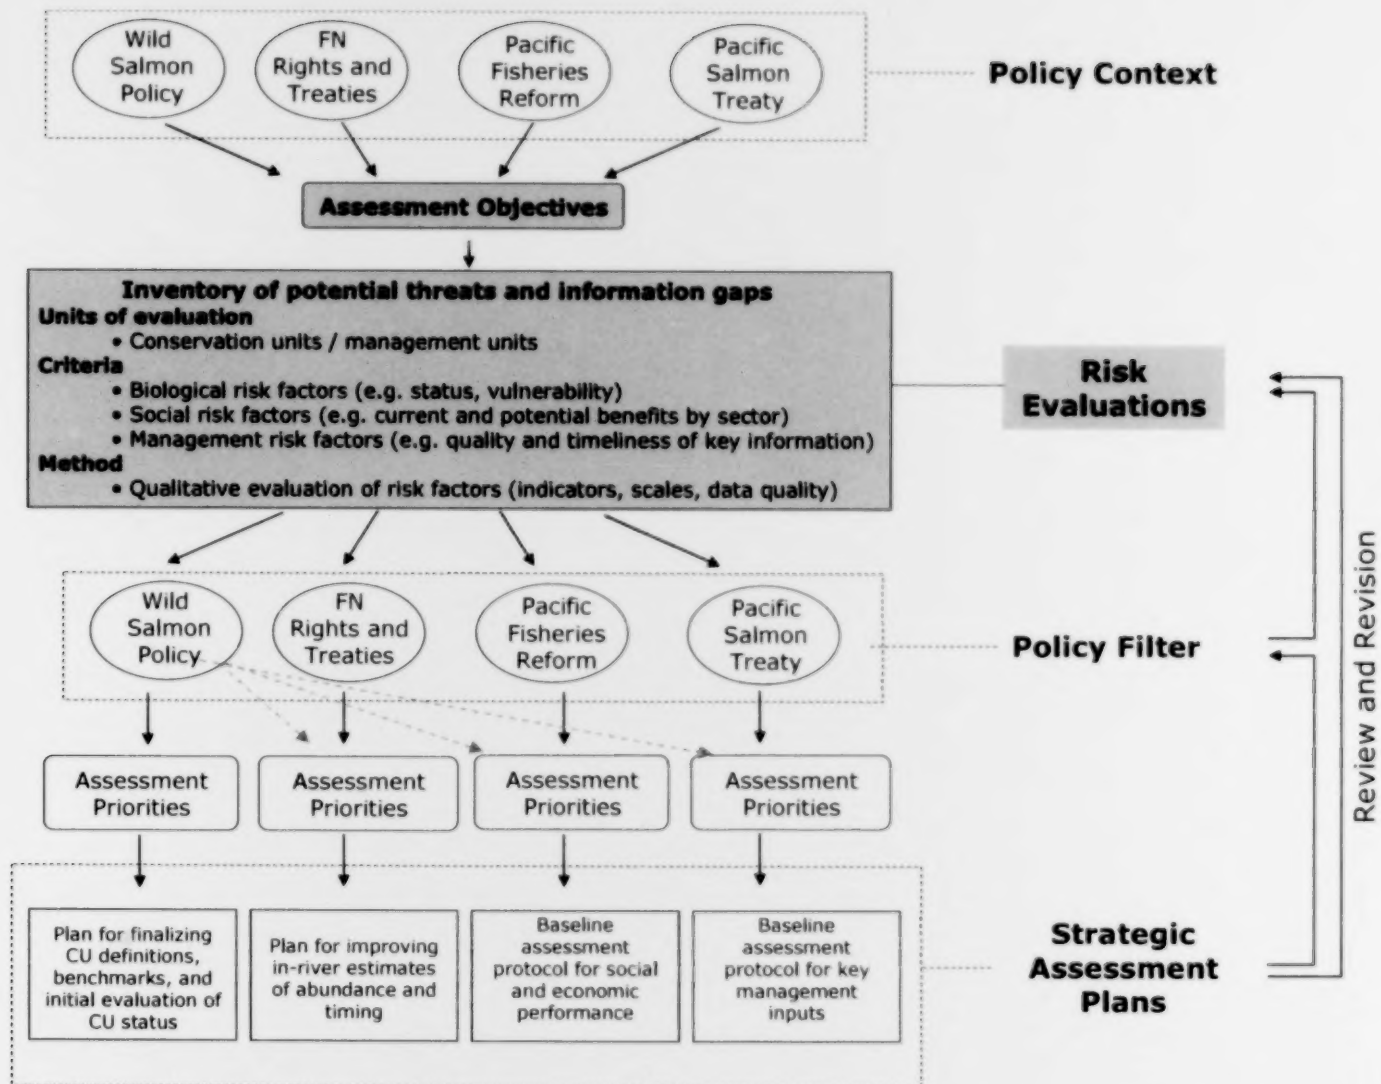 Wild
Salmon
Policy
FN
Rights and
Treaties
Pacific
Fisheries
Reform
Pacific
Salmon
Treaty
Policy Context
Assessment Objectives
Inventory of potential threats and information gaps
Units of evaluation
• Conservation units / management units
Criteria
• Biological risk factors (e.g. status, vulnerability)
• Social risk factors (e.g. current and potential benefits by sector)
• Management risk factors (e.g. quality and timeliness of key information)
Method
• Qualitative evaluation of risk factors (indicators, scales, data quality)
Risk
Evaluations
Wild
Salmon
Policy
FN
Rights and
Treaties
Pacific
Fisheries
Reform
Pacific
Salmon
Treaty
Policy Filter
Review and Revision
Assessment
Priorities
Assessment
Priorities
Assessment
Priorities
Assessment
Priorities
Plan for finalizing
CU definitions,
benchmarks, and
initial evaluation of
CU status
Plan for improving
in-river estimates
of abundance and
timing
Baseline
assessment
protocol for social
and economic
performance
Baseline
assessment
protocol for key
management
inputs
Strategic
Assessment
Plans